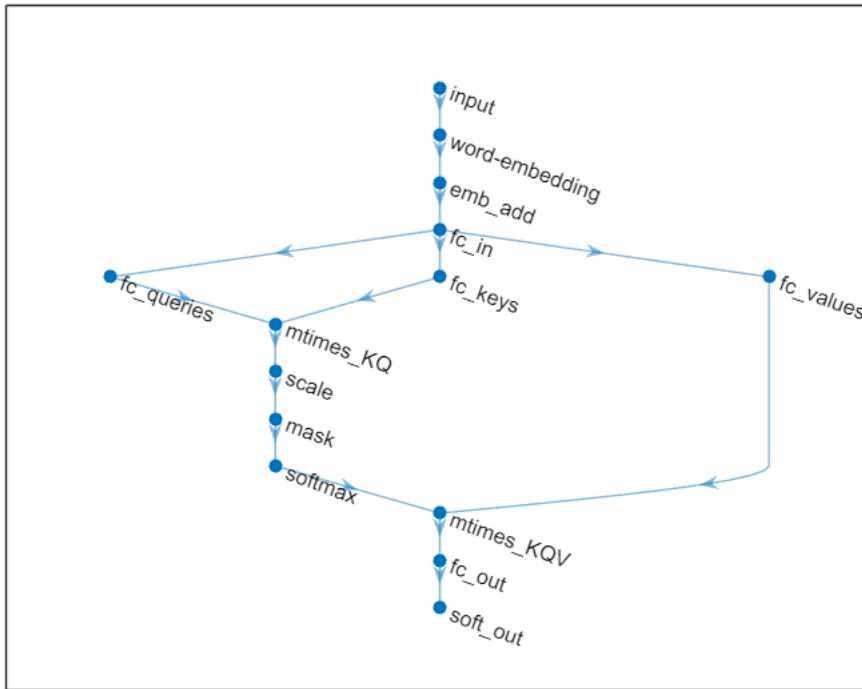 input
word-embedding
emb_add
fc_in
fc_queries
fc_keys
fc_values
mtimes_KQ
scale
mask
softmax
mtimes_KQV
fc_out
soft_out